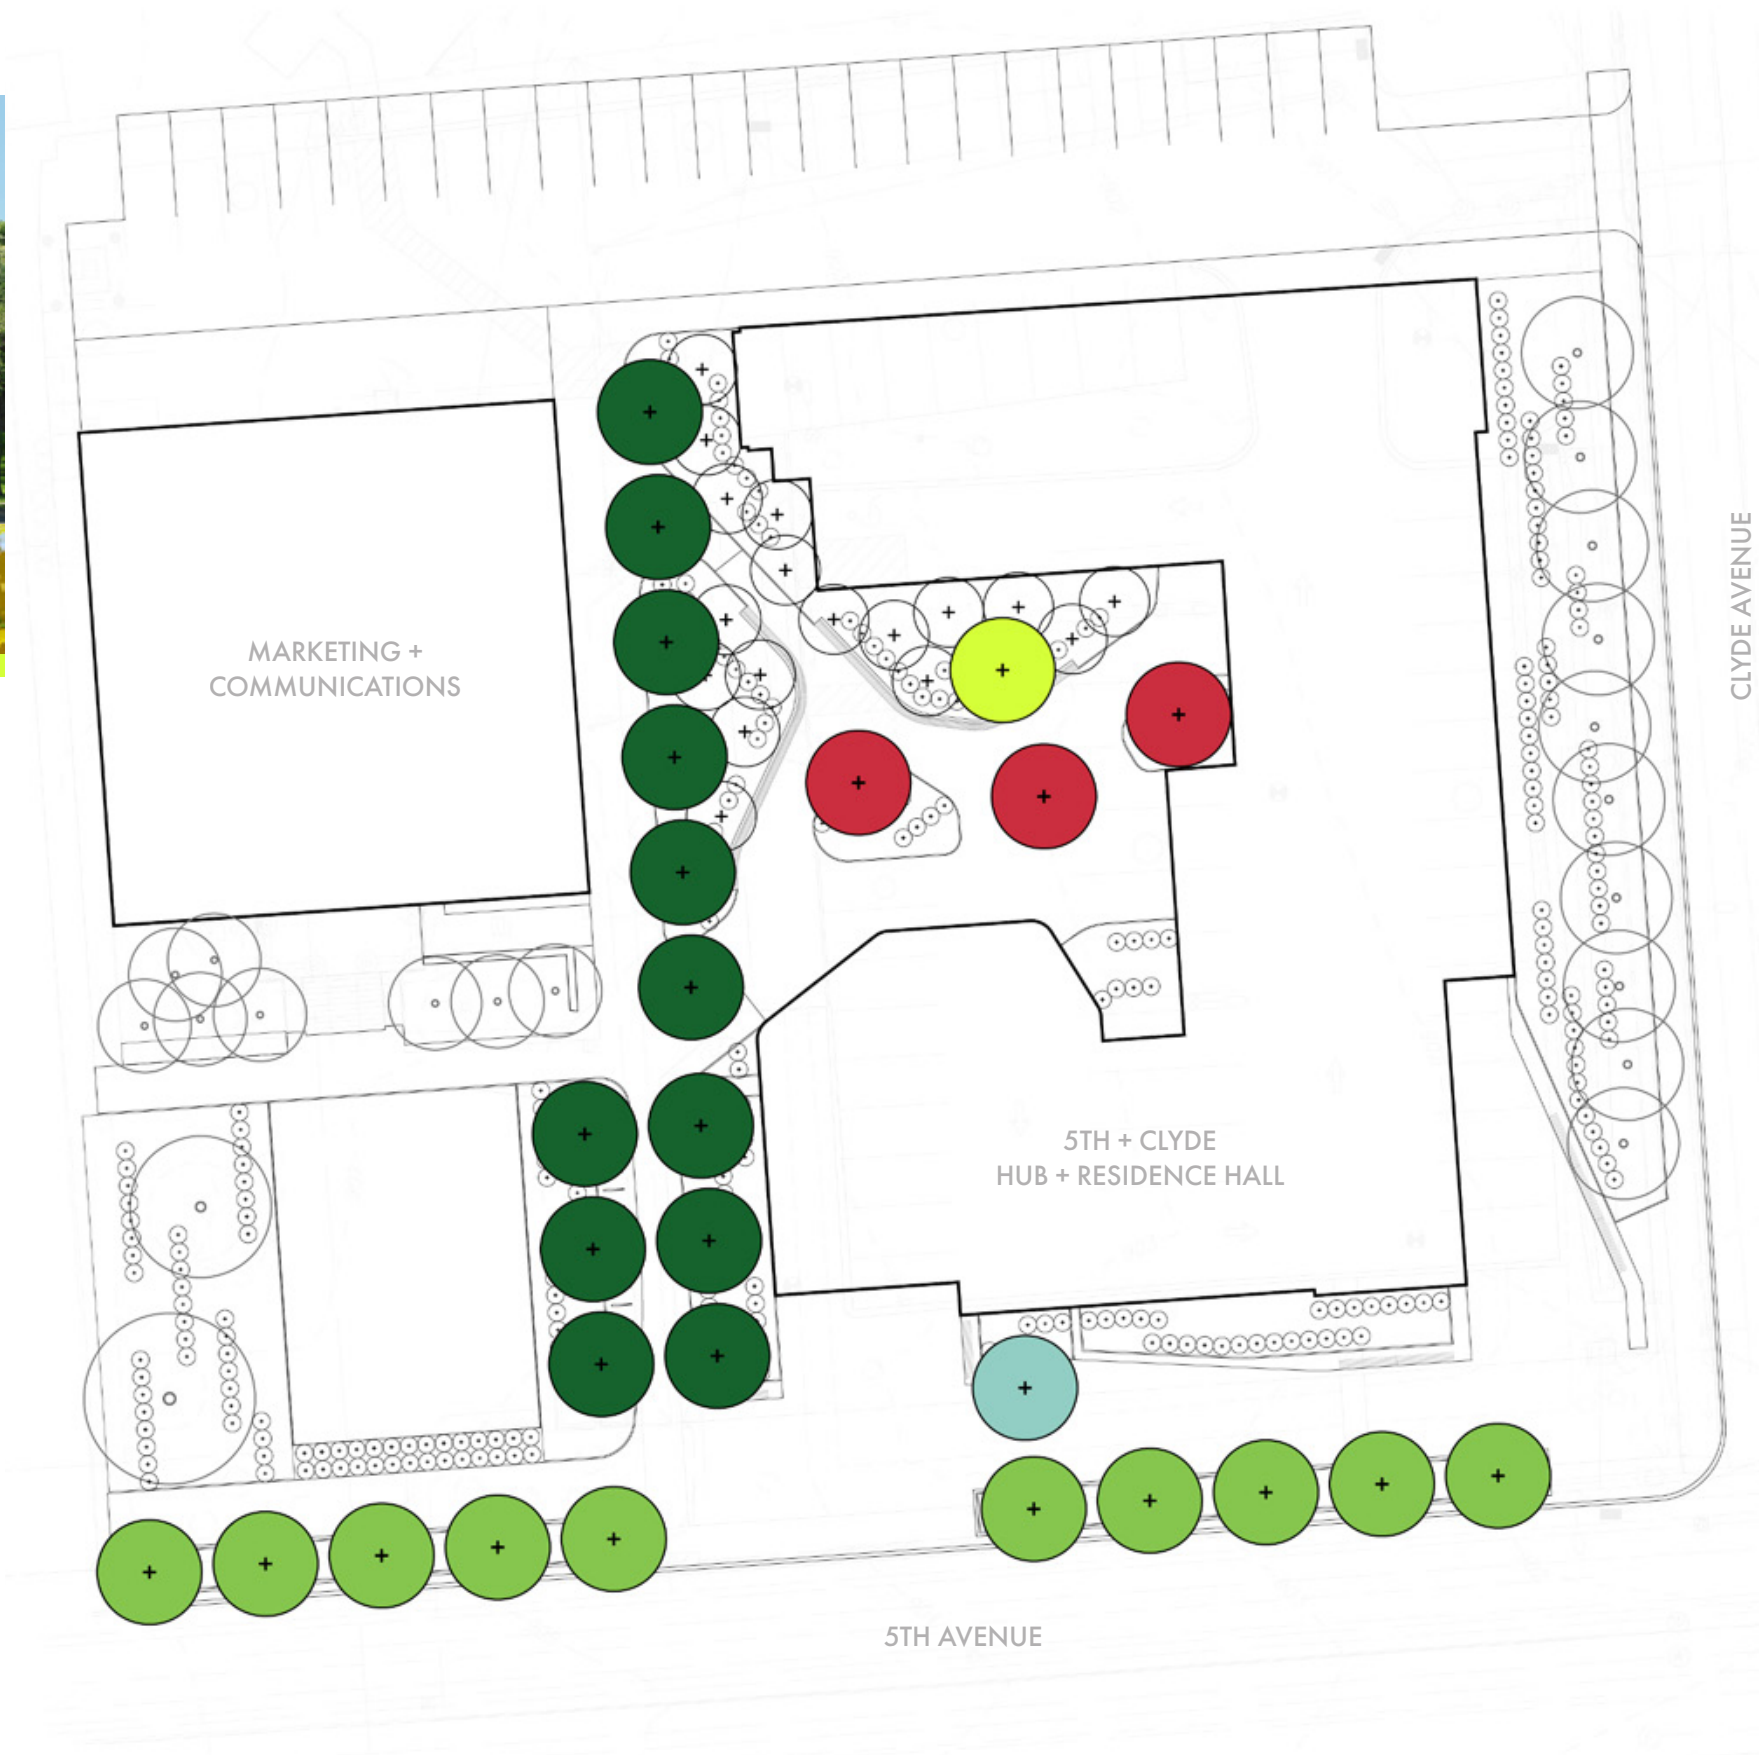 MARKETING +
COMMUNICATIONS
CLYDE AVENUE
5TH + CLYDE
HUB + RESIDENCE HALL
5TH AVENUE